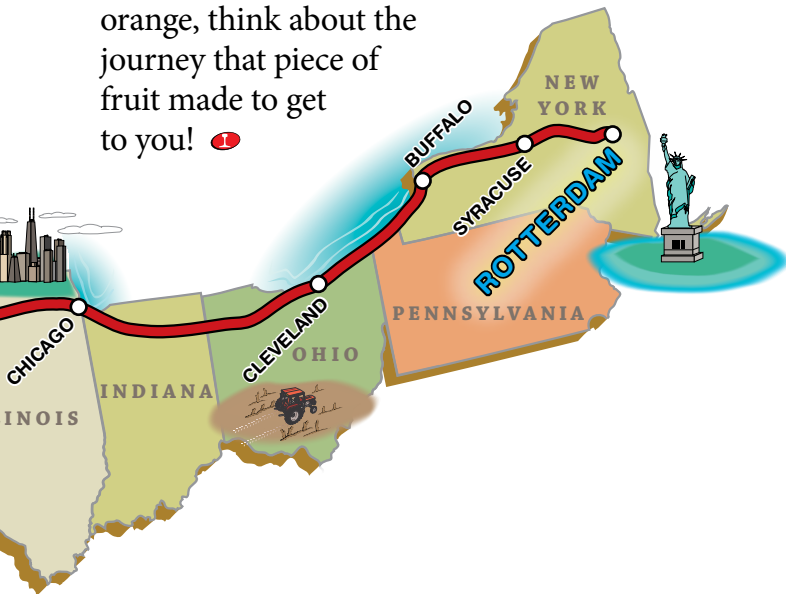 orange, think about the
journey that piece of
fruit made to get
to you!
NEW
YORK
BUFFALO
SYRACUSE
ROTTERDAM
PENNSYLVANIA
CHICAGO
CLEVELAND
OHIO
INDIANA
INOIS